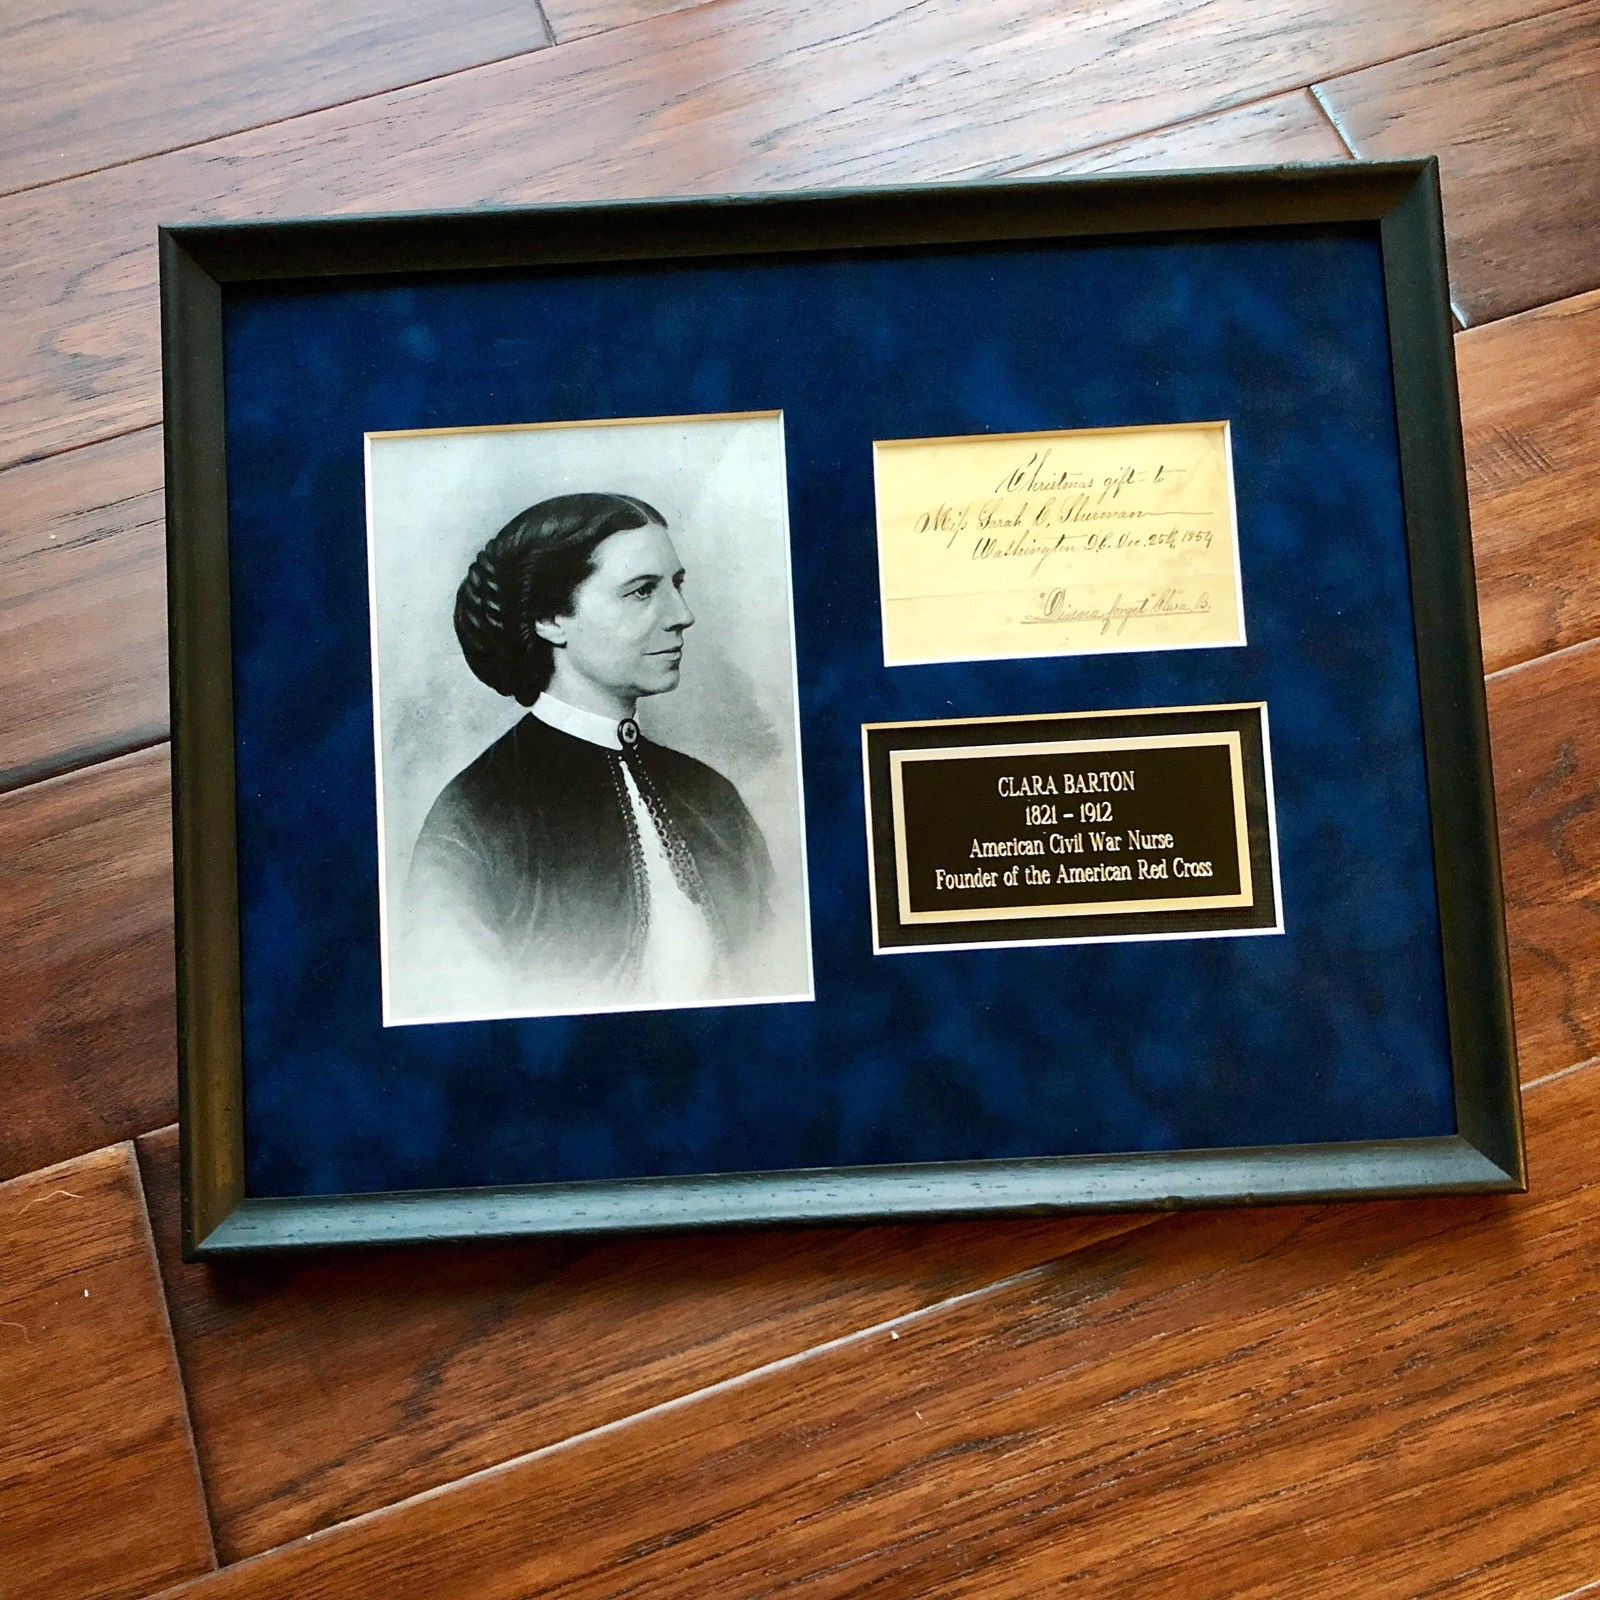 Christmas gift to
Miss Sarah C. Sherman
Washington D.C. Dec. 25th, 1854
"Dinna forget" Clara B.
CLARA BARTON
1821 - 1912
American Civil War Nurse
Founder of the American Red Cross